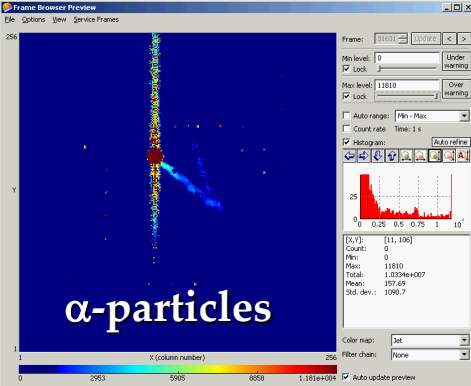 Frame Browser Preview
File Options View Service Frames
256
Y
1
1 X (column number) 256
0 2953 5905 8858 1.181e+004
α-particles
Frame: 31631 Update < >
Min level: 0 Under warning
Lock
Max level: 11810 Over warning
Lock
Auto range: Min - Max
Count rate Time: 1 s
Histogram: Auto refine
25
0
0 0.25 0.5 1 10
[X,Y]: [11, 106]
Count: 0
Min: 0
Max: 11810
Total: 1.0334e+007
Mean: 157.69
Std. dev.: 1090.7
Color map: Jet
Filter chain: None
Auto update preview